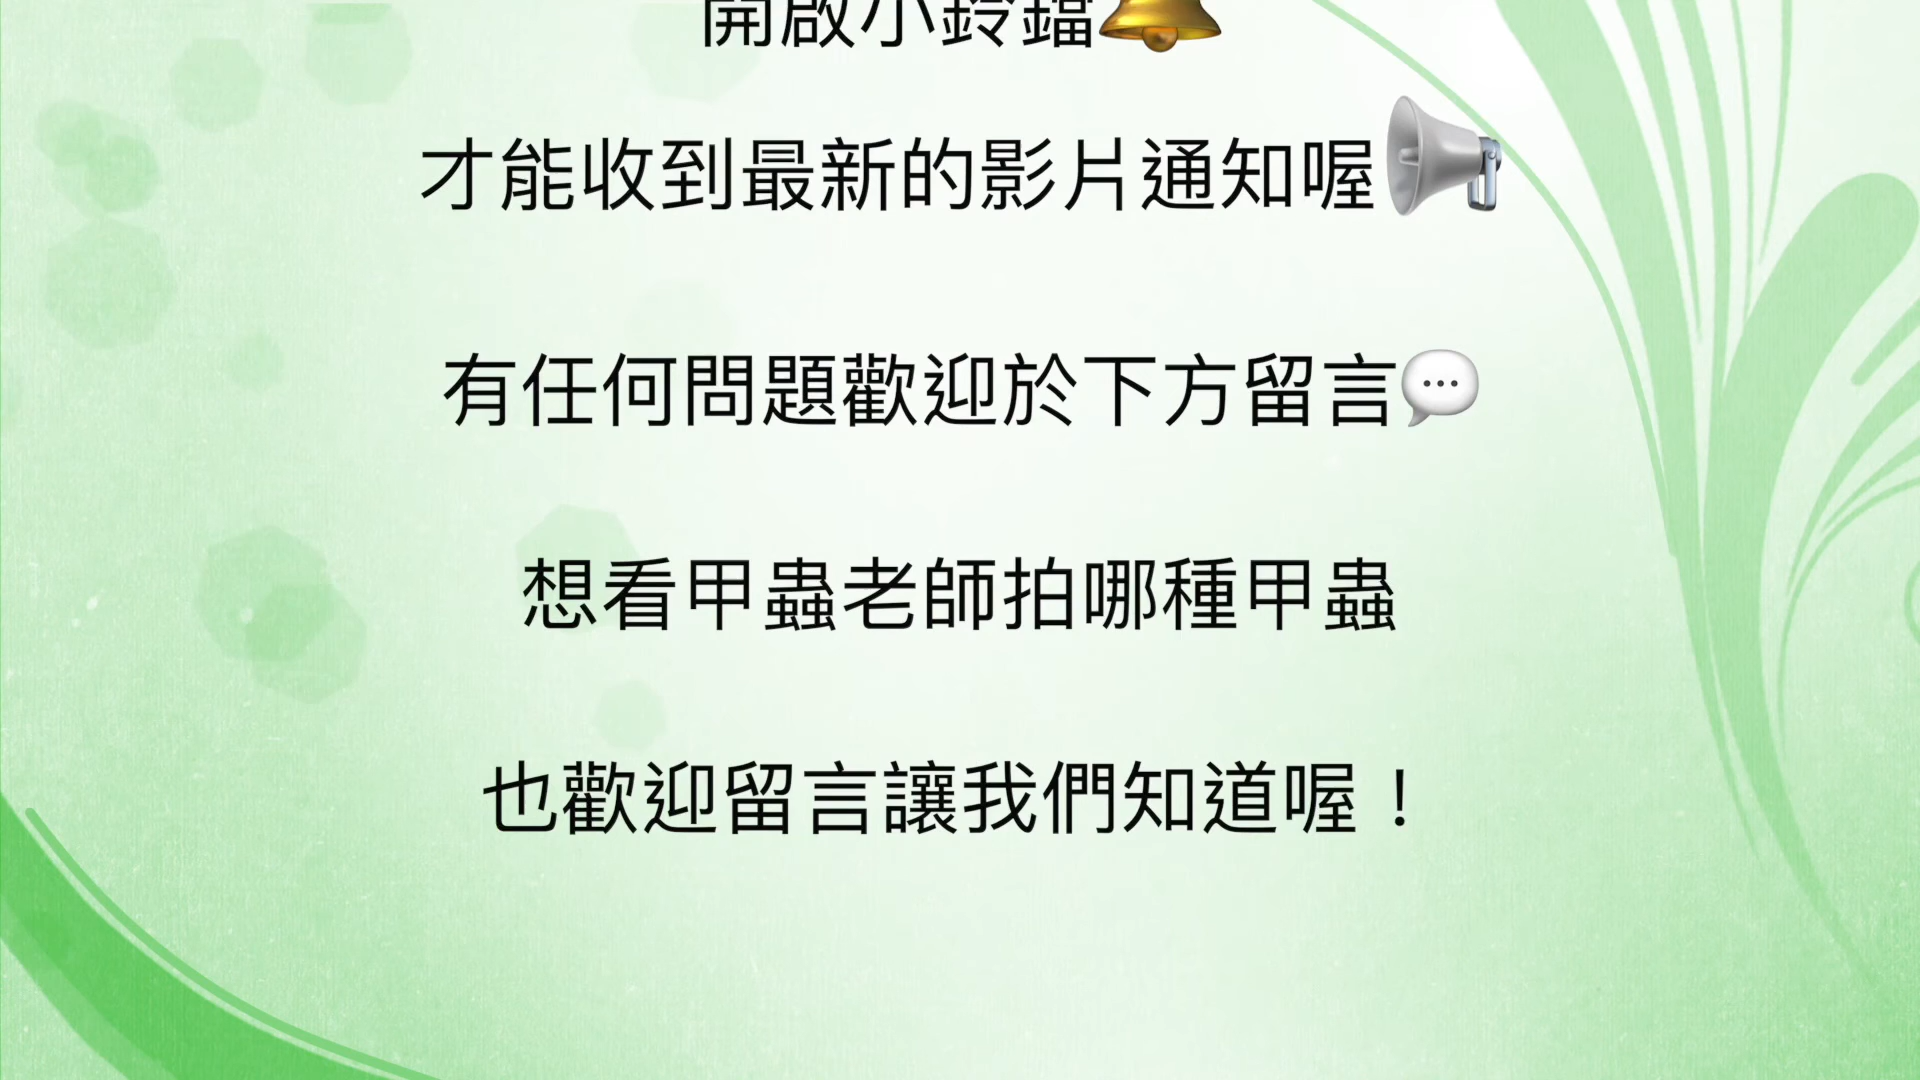 開啟小鈴鐺🔔
才能收到最新的影片通知喔📢
有任何問題歡迎於下方留言💬
想看甲蟲老師拍哪種甲蟲
也歡迎留言讓我們知道喔！